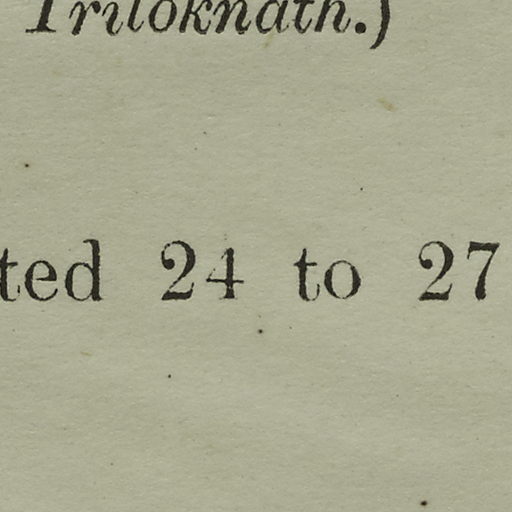 Triloknath.)
ted 24 to 27